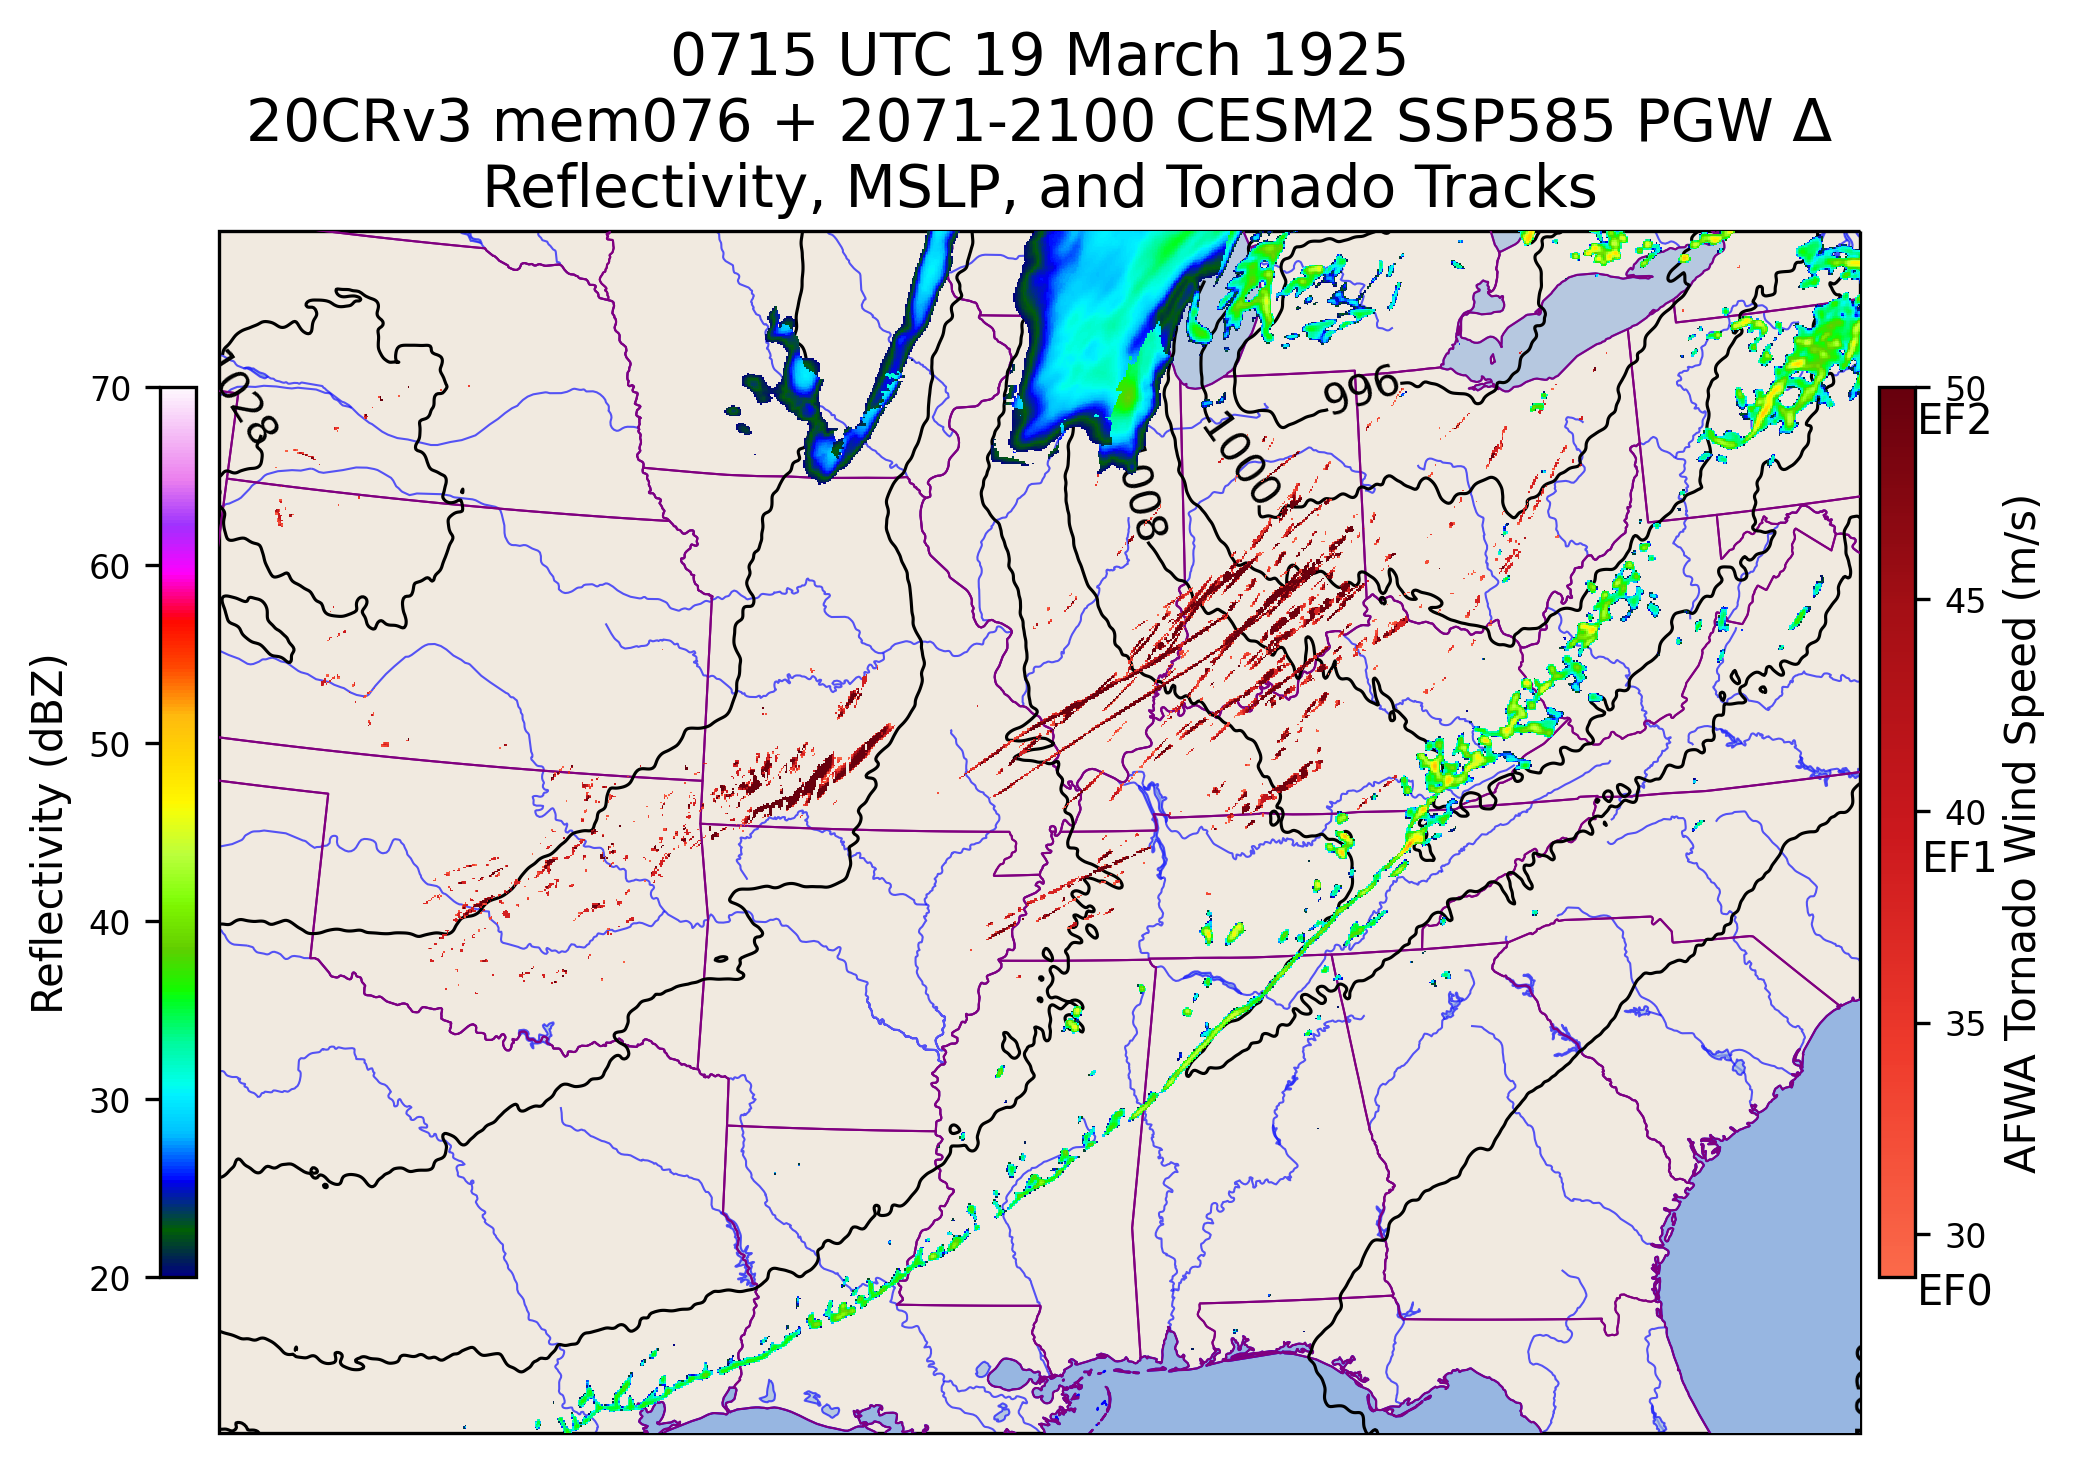 0715 UTC 19 March 1925
20CRv3 mem076 + 2071-2100 CESM2 SSP585 PGW Δ
Reflectivity, MSLP, and Tornado Tracks
70
60
50
40
30
20
Reflectivity (dBZ)
028
996
1000
008
50
EF2
45
40
EF1
35
30
EF0
AFWA Tornado Wind Speed (m/s)